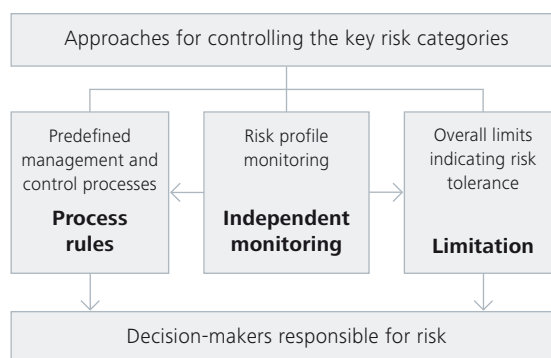 Approaches for controlling the key risk categories
Predefined
management and
control processes
Process
rules
Risk profile
monitoring
Independent
monitoring
Overall limits
indicating risk
tolerance
Limitation
Decision-makers responsible for risk